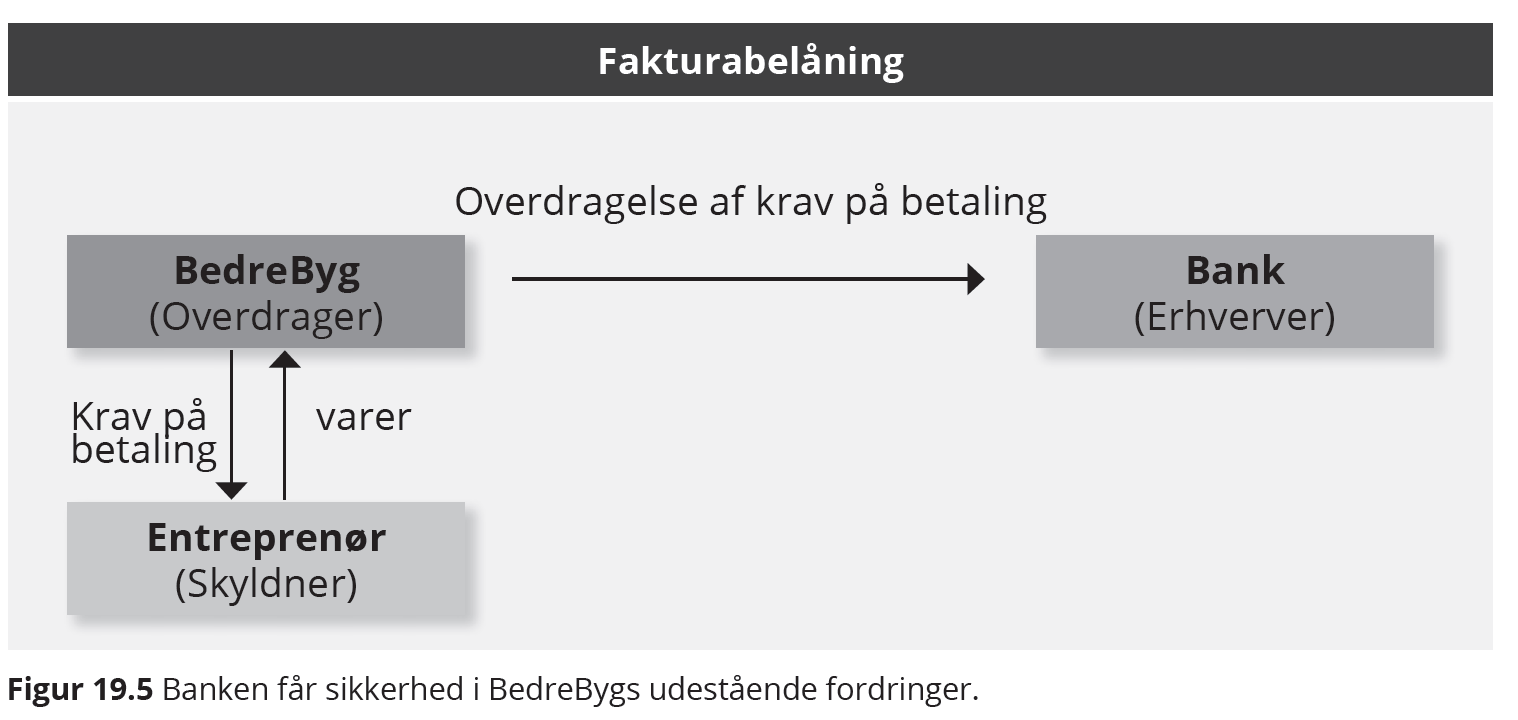 Fakturabelåning
Overdragelse af krav på betaling
BedreByg
(Overdrager)
Bank
(Erhverver)
Krav på
betaling
varer
Entreprenør
(Skyldner)
Figur 19.5 Banken får sikkerhed i BedreBygs udestående fordringer.